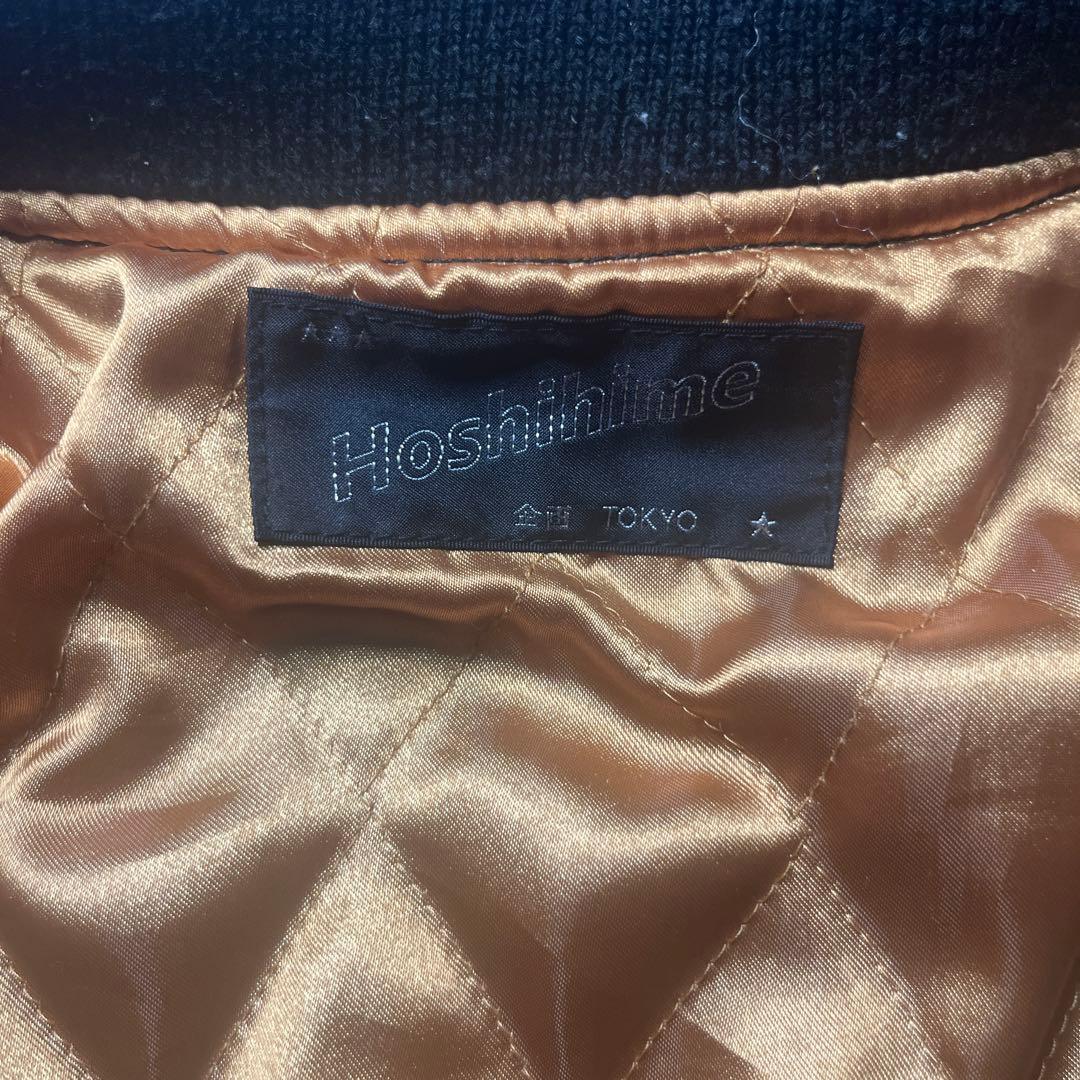 Hoshihime
企画 TOKYO ★